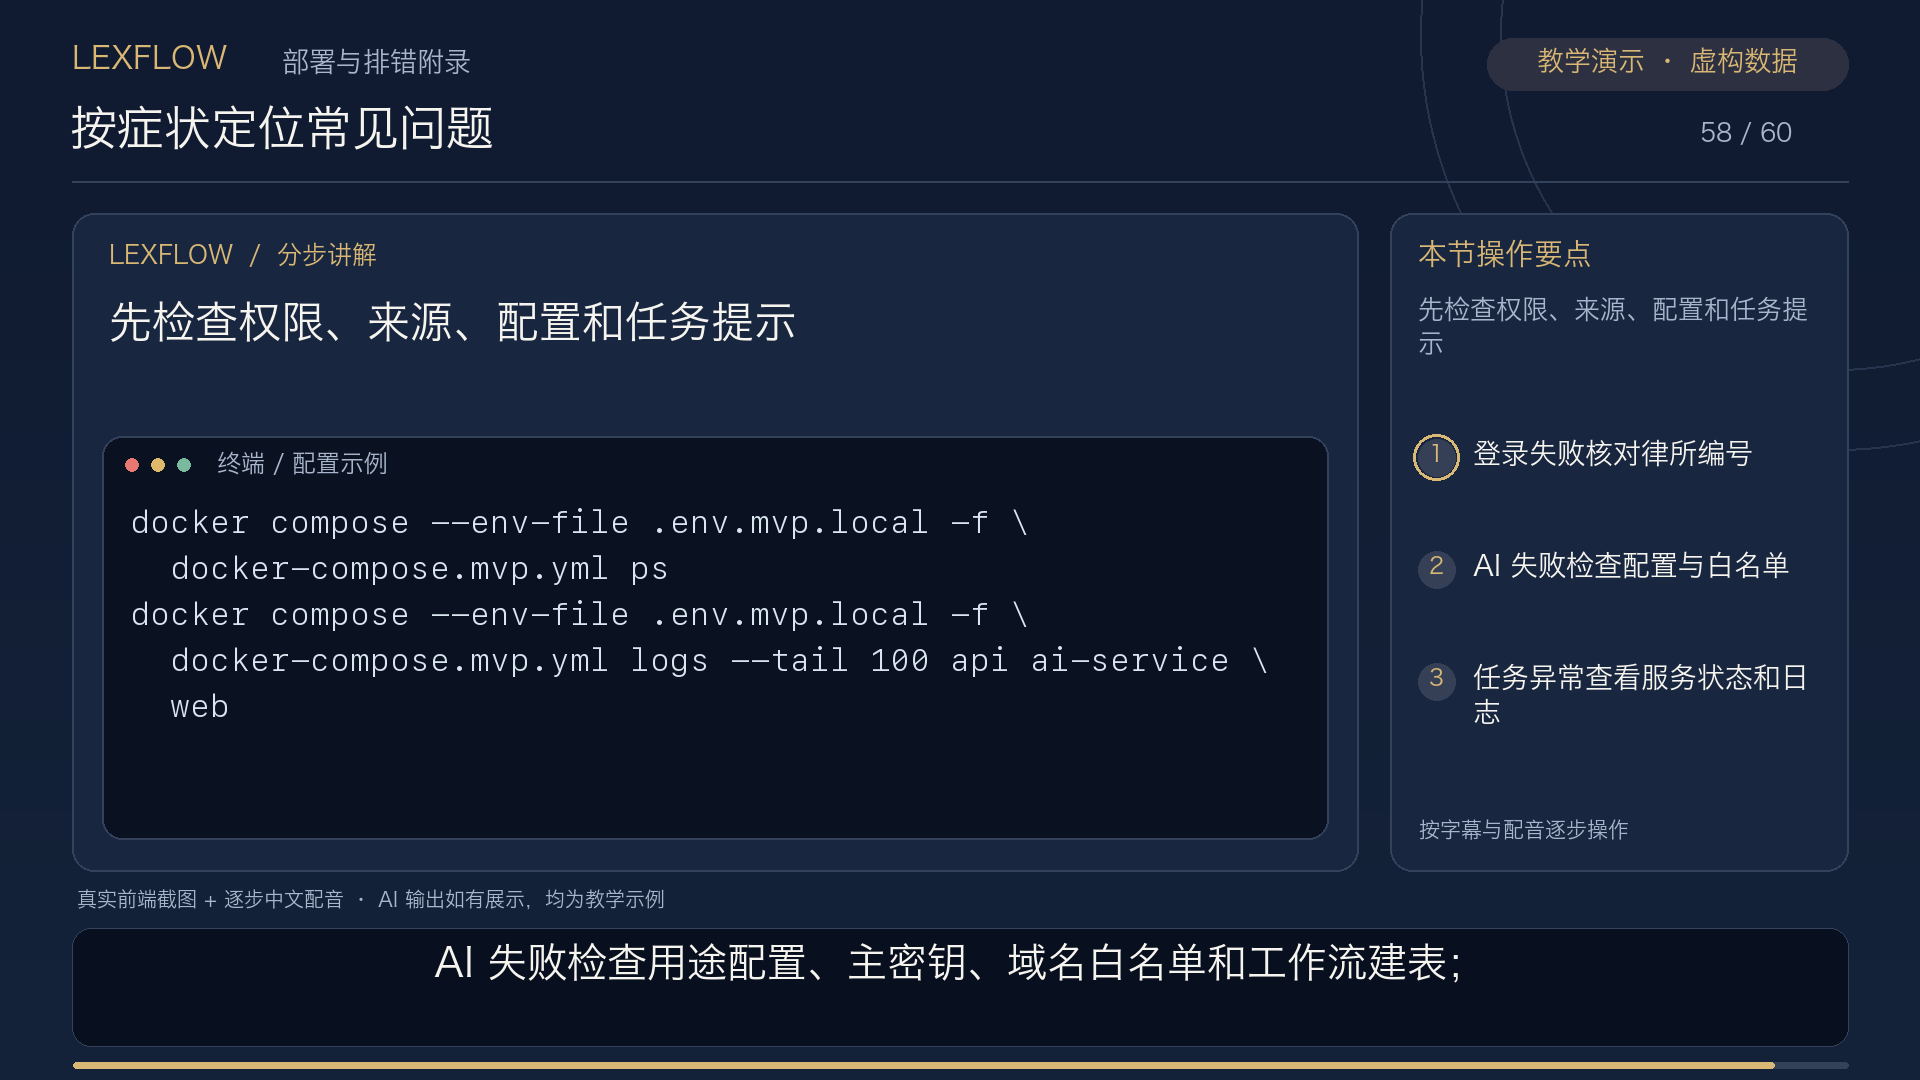 LEXFLOW 部署与排错附录
教学演示 · 虚构数据
按症状定位常见问题
58 / 60
LEXFLOW / 分步讲解
先检查权限、来源、配置和任务提示
终端 / 配置示例
docker compose --env-file .env.mvp.local -f \
docker-compose.mvp.yml ps
docker compose --env-file .env.mvp.local -f \
docker-compose.mvp.yml logs --tail 100 api ai-service \
web
本节操作要点
先检查权限、来源、配置和任务提
示
1 登录失败核对律所编号
2 AI 失败检查配置与白名单
3 任务异常查看服务状态和日
志
按字幕与配音逐步操作
真实前端截图 + 逐步中文配音 · AI 输出如有展示，均为教学示例
AI 失败检查用途配置、主密钥、域名白名单和工作流建表；